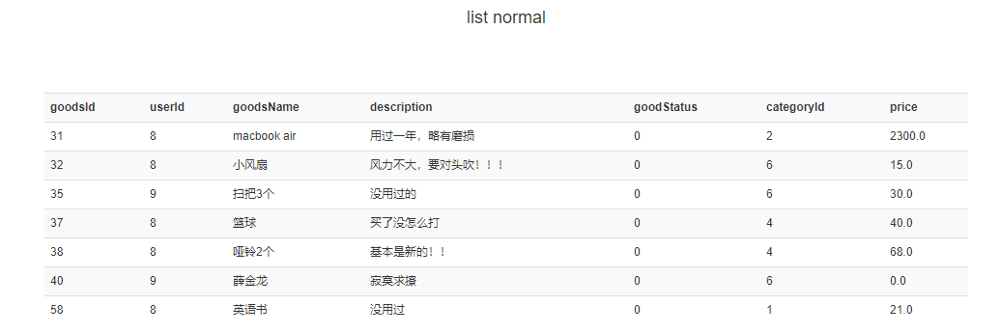 list normal
goodsId userId goodsName description goodStatus categoryId price
31 8 macbook air 用过一年，略有磨损 0 2 2300.0
32 8 小风扇 风力不大，要对头吹！！！ 0 6 15.0
35 9 扫把3个 没用过的 0 6 30.0
37 8 篮球 买了没怎么打 0 4 40.0
38 8 哑铃2个 基本是新的！！ 0 4 68.0
40 9 薛金龙 寂寞求撩 0 6 0.0
58 8 英语书 没用过 0 1 21.0